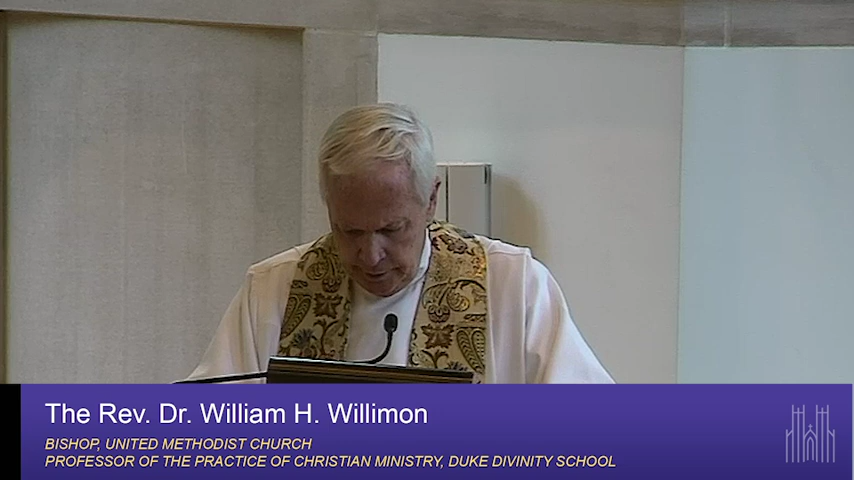 The Rev. Dr. William H. Willimon
BISHOP, UNITED METHODIST CHURCH
PROFESSOR OF THE PRACTICE OF CHRISTIAN MINISTRY, DUKE DIVINITY SCHOOL